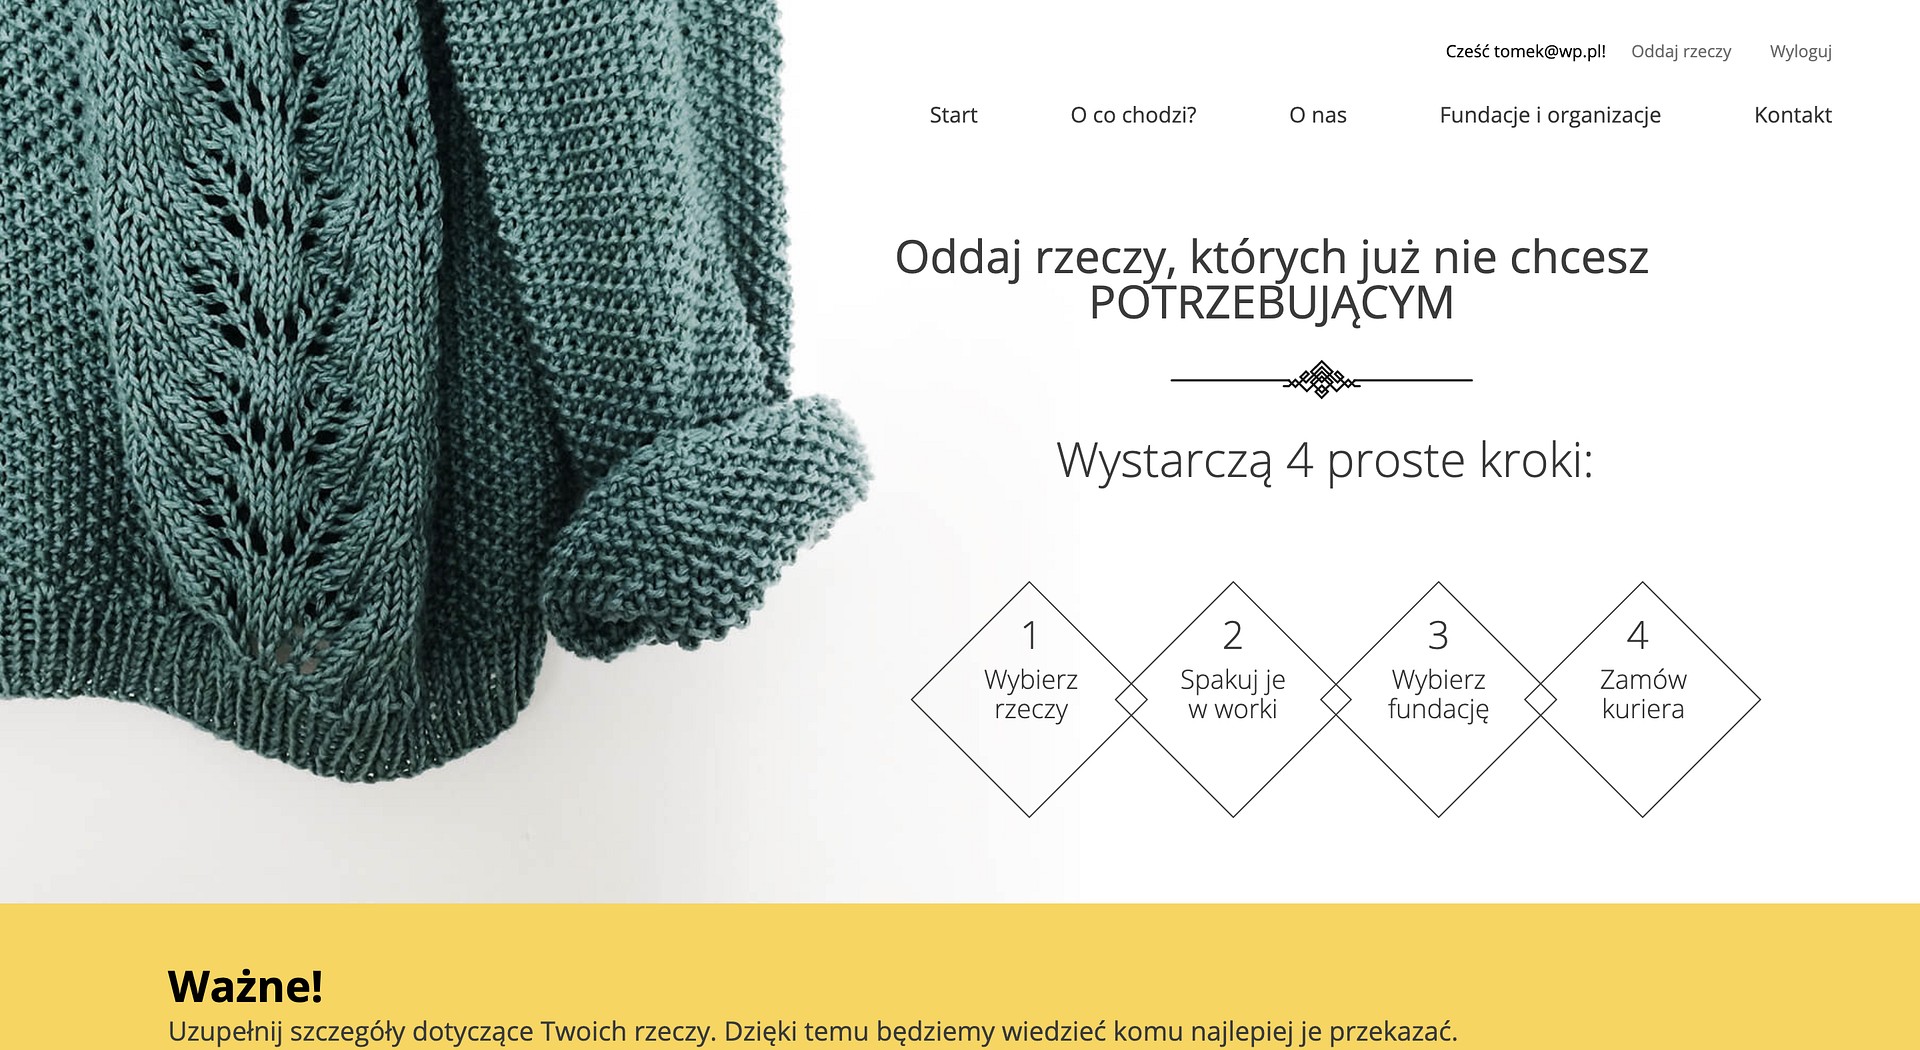 Cześć tomek@wp.pl! Oddaj rzeczy Wyloguj
Start O co chodzi? O nas Fundacje i organizacje Kontakt
Oddaj rzeczy, których już nie chcesz
POTRZEBUJĄCYM
Wystarczą 4 proste kroki:
1
Wybierz
rzeczy
2
Spakuj je
w worki
3
Wybierz
fundację
4
Zamów
kuriera
Ważne!
Uzupełnij szczegóły dotyczące Twoich rzeczy. Dzięki temu będziemy wiedzieć komu najlepiej je przekazać.